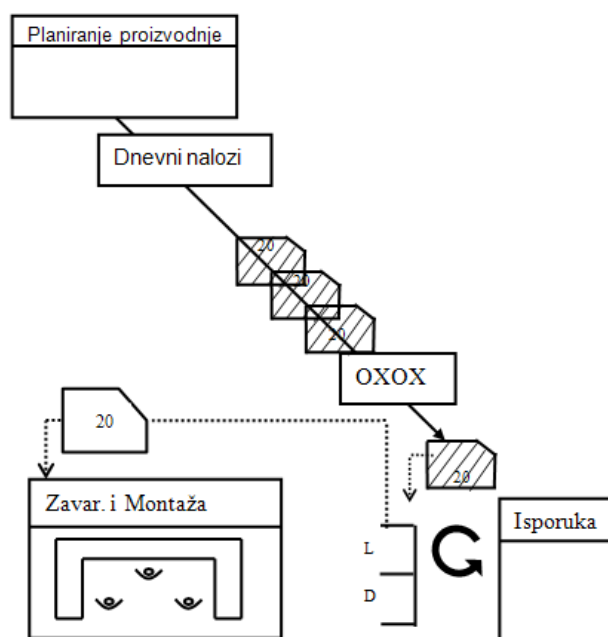 Planiranje proizvodnje
Dnevni nalozi
20
20
20
OXOX
20
20
Zavar. i Montaža
Isporuka
L
D